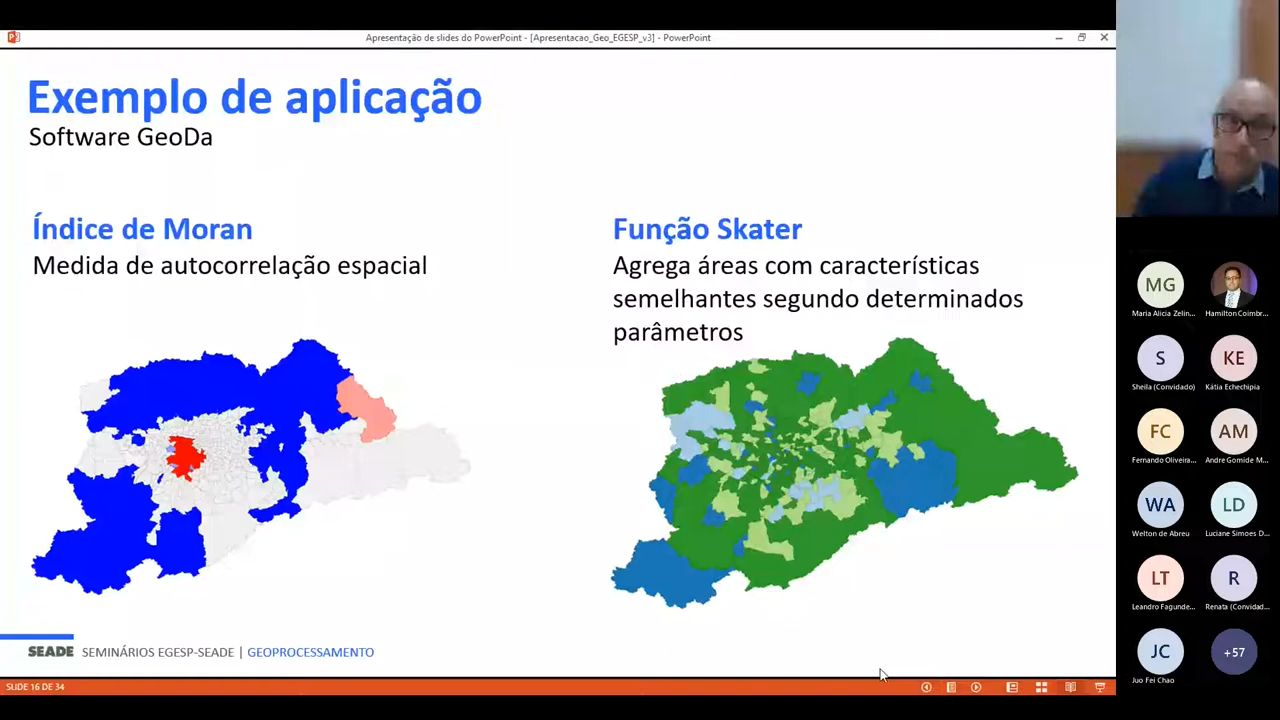 Apresentação de slides do PowerPoint - [Apresentacao_Geo_EGESP_v3] - PowerPoint
Exemplo de aplicação
Software GeoDa
Índice de Moran
Medida de autocorrelação espacial
Função Skater
Agrega áreas com características
semelhantes segundo determinados
parâmetros
SEADE SEMINÁRIOS EGESP-SEADE | GEOPROCESSAMENTO
SLIDE 16 DE 34
MG
Maria Alicia Zelin...
Hamilton Coimbr...
S
Sheila (Convidado)
KE
Kátia Echechipia
FC
Fernando Oliveira...
AM
Andre Gomide M...
WA
Welton de Abreu
LD
Luciane Simoes D...
LT
Leandro Fagunde...
R
Renata (Convidad...
JC
Juo Fei Chao
+57